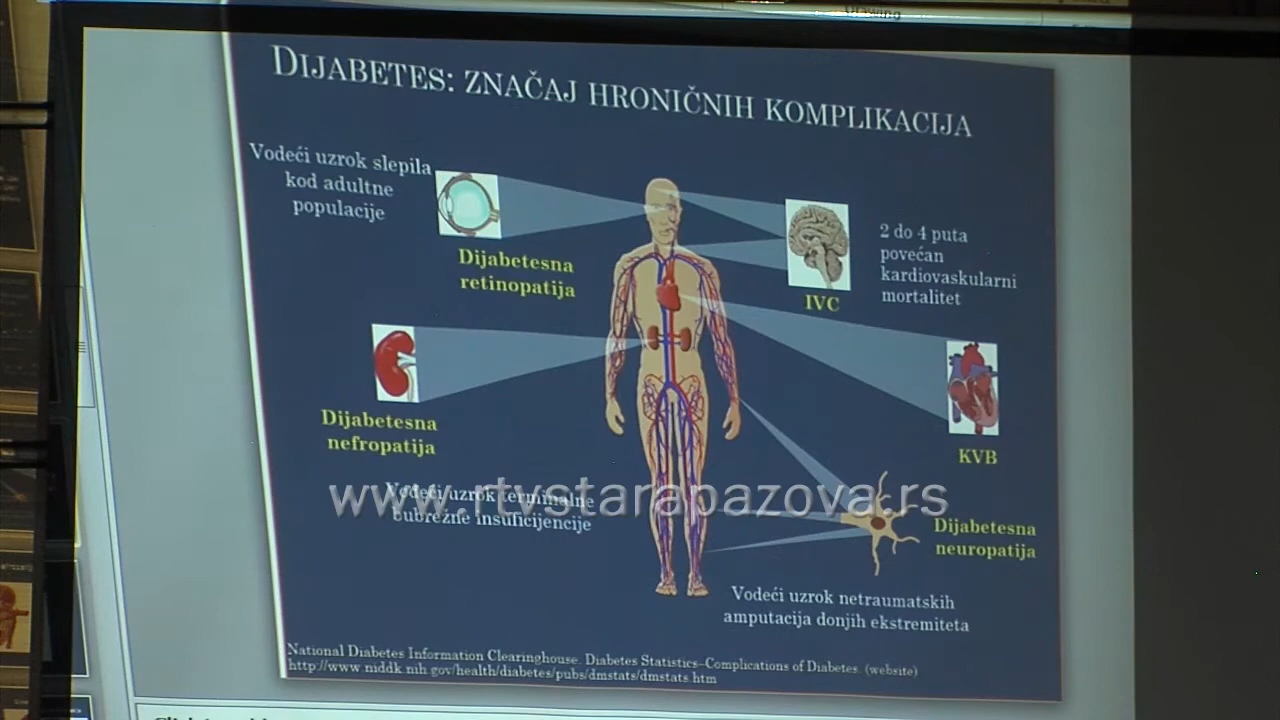 Drawing
DIJABETES: ZNAČAJ HRONIČNIH KOMPLIKACIJA
Vodeći uzrok slepila
kod adultne
populacije
Dijabetesna
retinopatija
2 do 4 puta
povećan
kardiovaskularni
mortalitet
IVC
Dijabetesna
nefropatija
KVB
Vodeći uzrok terminalne
bubrežne insuficijencije
www.rtvstarapazova.rs
Dijabetesna
neuropatija
Vodeći uzrok netraumatskih
amputacija donjih ekstremiteta
National Diabetes Information Clearinghouse. Diabetes Statistics–Complications of Diabetes. (website)
http://www.niddk.nih.gov/health/diabetes/pubs/dmstats/dmstats.htm